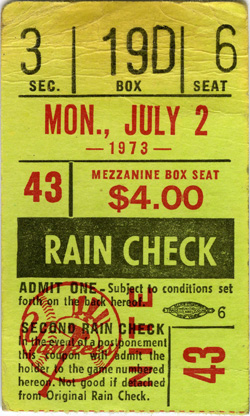 3 19D 6
SEC. BOX SEAT
MON., JULY 2
—1973—
43 MEZZANINE BOX SEAT
$4.00
RAIN CHECK
ADMIT ONE-Subject to conditions set
forth on the back hereof.
SECOND RAIN CHECK
In the event of a postponement
this coupon will admit the
holder to the game numbered
hereon. Not good if detached
from Original Rain Check.
Yankees
NITE
6
43